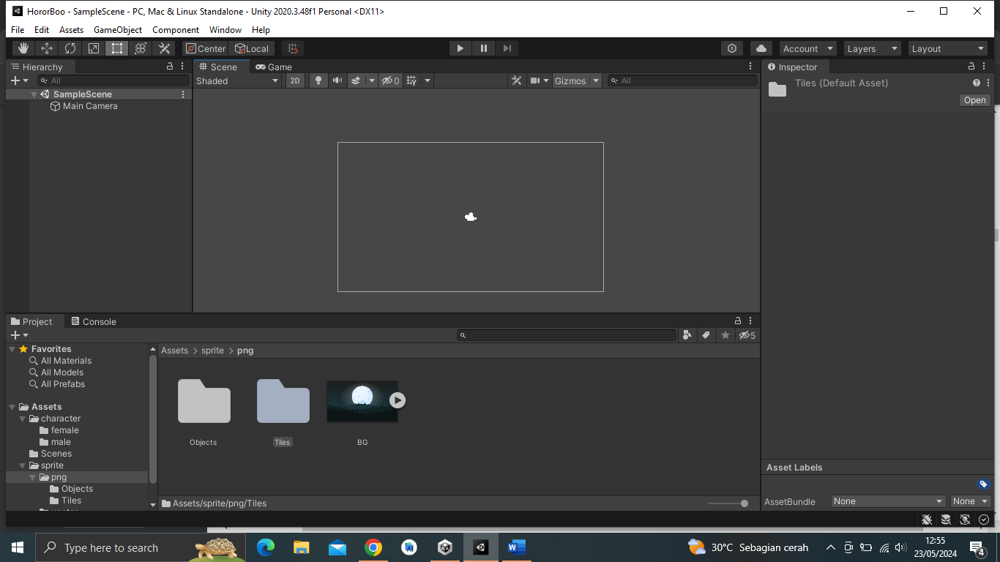 HororBoo - SampleScene - PC, Mac & Linux Standalone - Unity 2020.3.48f1 Personal <DX11>
File Edit Assets GameObject Component Window Help
Center Local Account Layers Layout
Hierarchy
All
SampleScene
Main Camera
Scene Game
Shaded 2D 0 Gizmos All
Inspector
Tiles (Default Asset)
Open
Project Console
5
Favorites
All Materials
All Models
All Prefabs
Assets
character
female
male
Scenes
sprite
png
Objects
Tiles
Assets > sprite > png
Objects Tiles BG
Assets/sprite/png/Tiles
Asset Labels
AssetBundle None None
Type here to search
30°C Sebagian cerah
12:55
23/05/2024
4